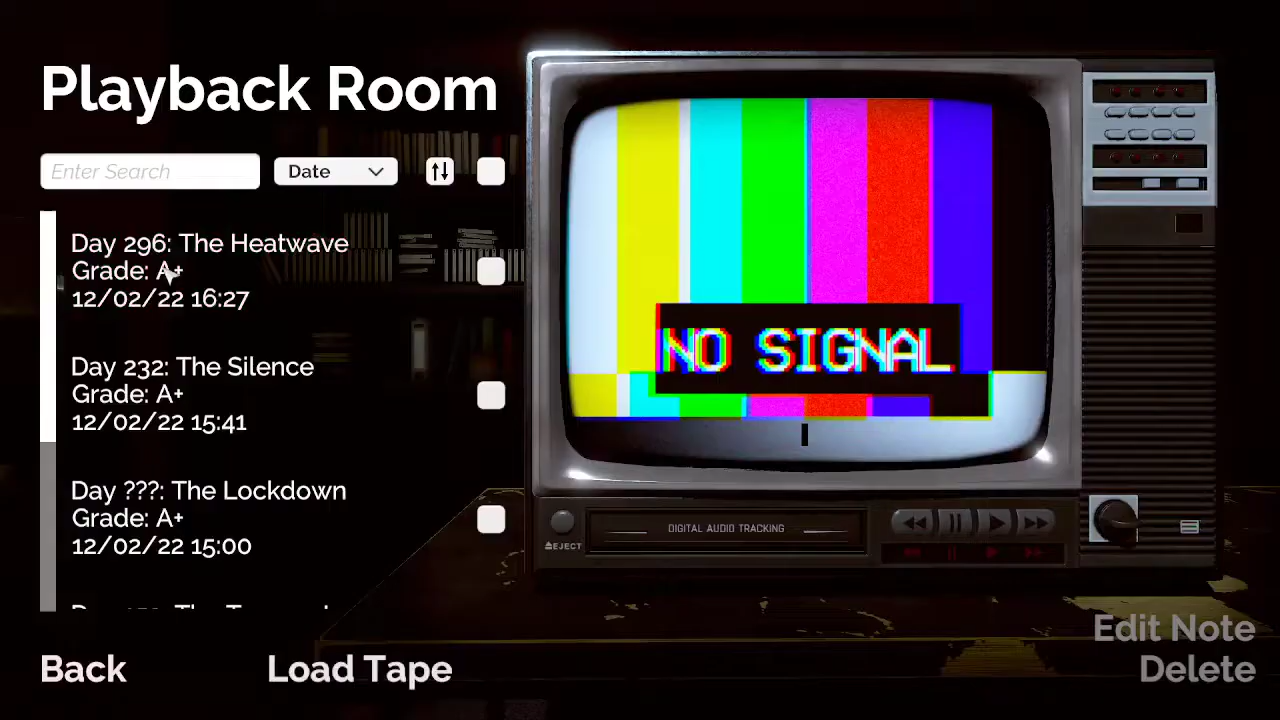 Playback Room
Enter Search
Date
Day 296: The Heatwave
Grade: A+
12/02/22 16:27
Day 232: The Silence
Grade: A+
12/02/22 15:41
Day ???: The Lockdown
Grade: A+
12/02/22 15:00
Back
Load Tape
NO SIGNAL
DIGITAL AUDIO TRACKING
EJECT
Edit Note
Delete